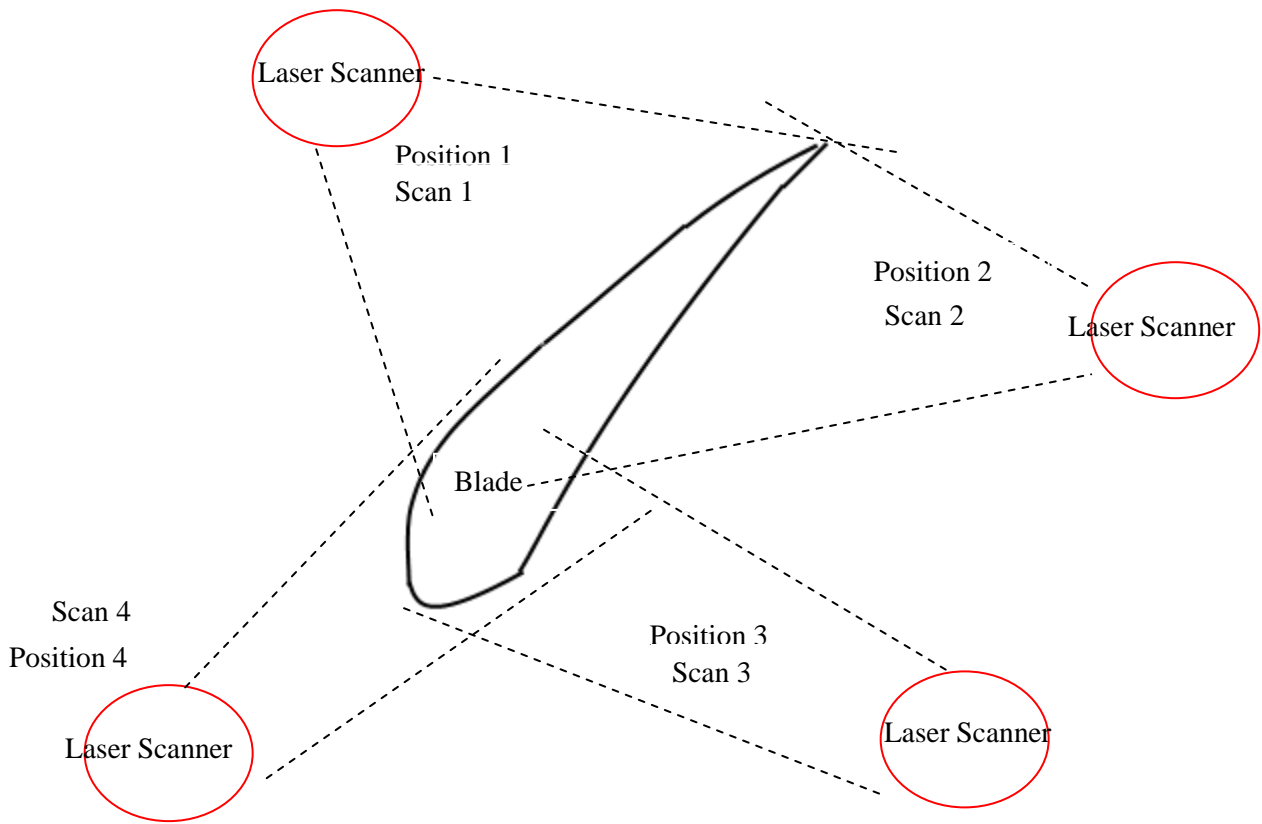 Laser Scanner
Position 1
Scan 1
Position 2
Scan 2
Laser Scanner
Blade
Scan 4
Position 4
Laser Scanner
Position 3
Scan 3
Laser Scanner